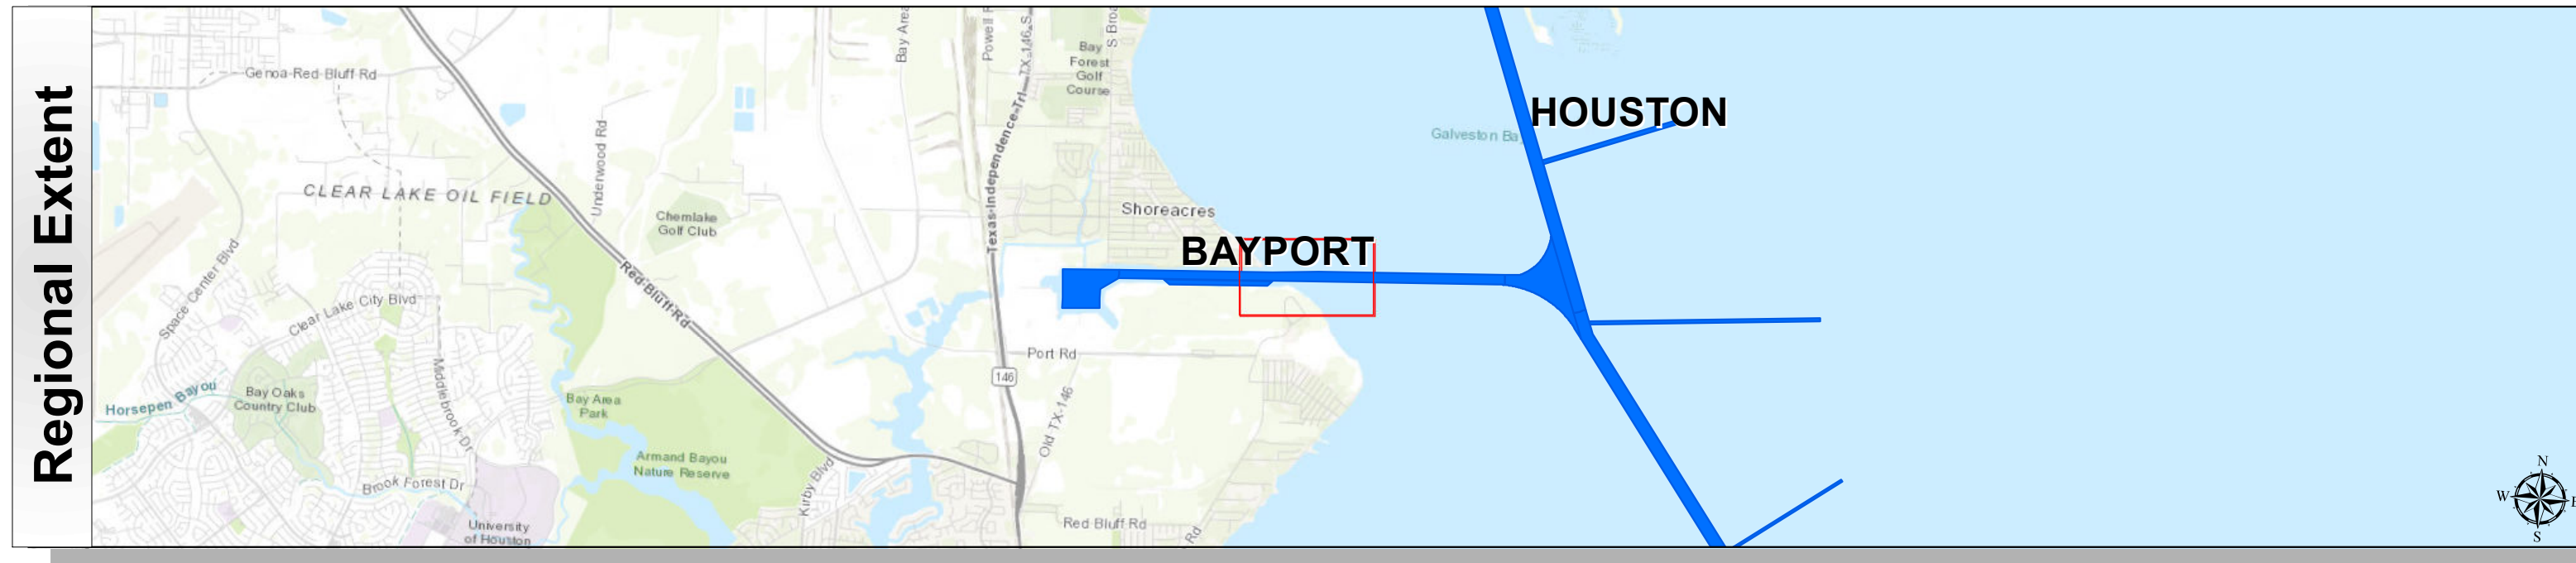 Regional Extent
Genoa-Red-Bluff Rd
Bay Area
Powell
TX-146 S
Bay
Forest
Golf
Course
HOUSTON
Galveston Ba
Underwood Rd
CLEAR LAKE OIL FIELD
Chemlake
Golf Club
Texas-Independence-Trl
Shoreacres
BAYPORT
Space Center Blvd
Red-Bluff-Rd
Clear Lake City Blvd
Port Rd
146
Middlebrook Dr
Horsepen Bayou
Bay Oaks
Country Club
Bay Area
Park
Old TX-146
Armand Bayou
Nature Reserve
Kirby Blvd
Brook Forest Dr
University
of Houston
Red Bluff Rd
Rd
N
W
S